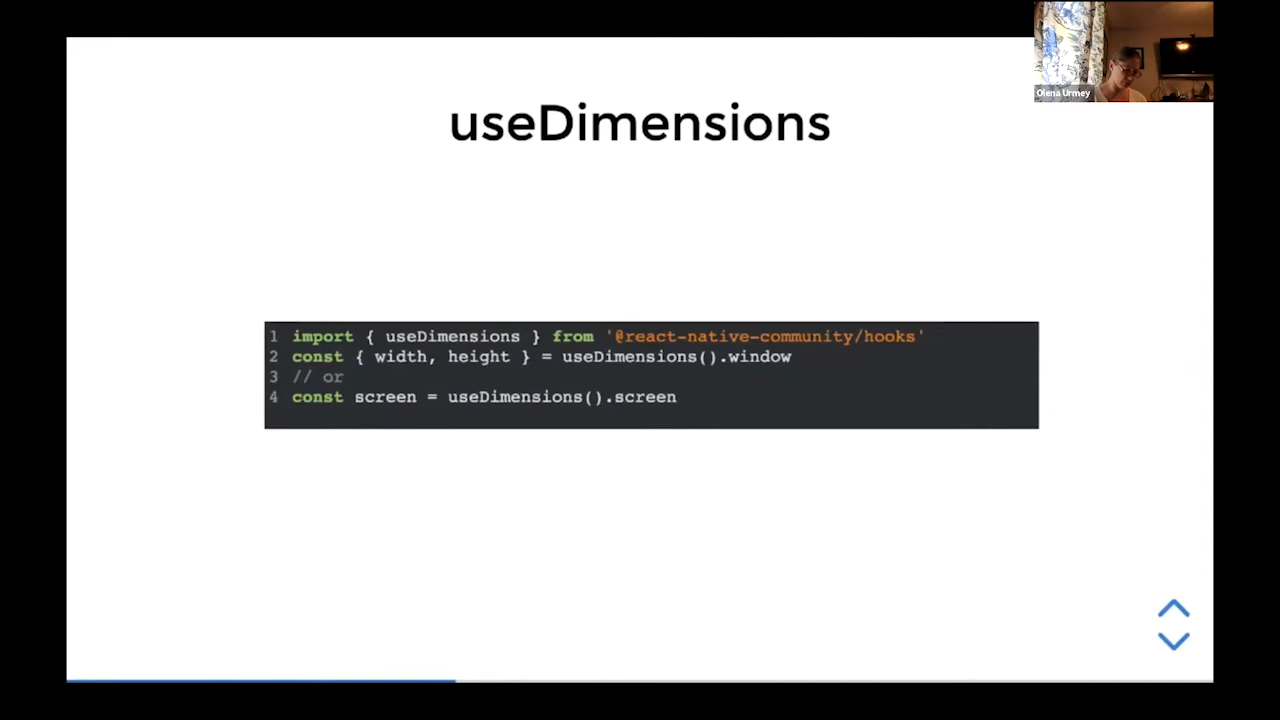 Olena Urmey
useDimensions
1 import { useDimensions } from '@react-native-community/hooks'
2 const { width, height } = useDimensions().window
3 // or
4 const screen = useDimensions().screen